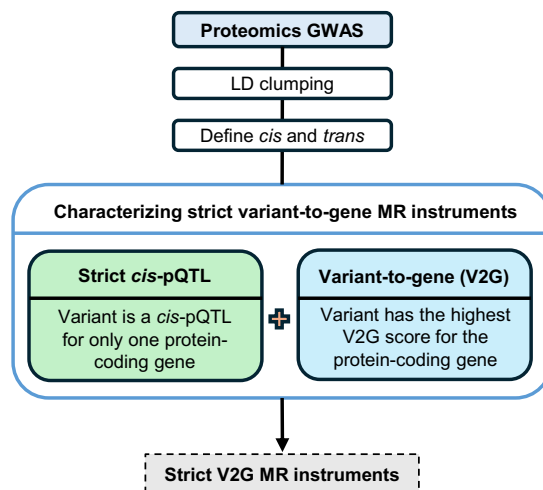 Proteomics GWAS
LD clumping
Define cis and trans
Characterizing strict variant-to-gene MR instruments
Strict cis-pQTL
Variant is a cis-pQTL
for only one protein-
coding gene
Variant-to-gene (V2G)
Variant has the highest
V2G score for the
protein-coding gene
Strict V2G MR instruments